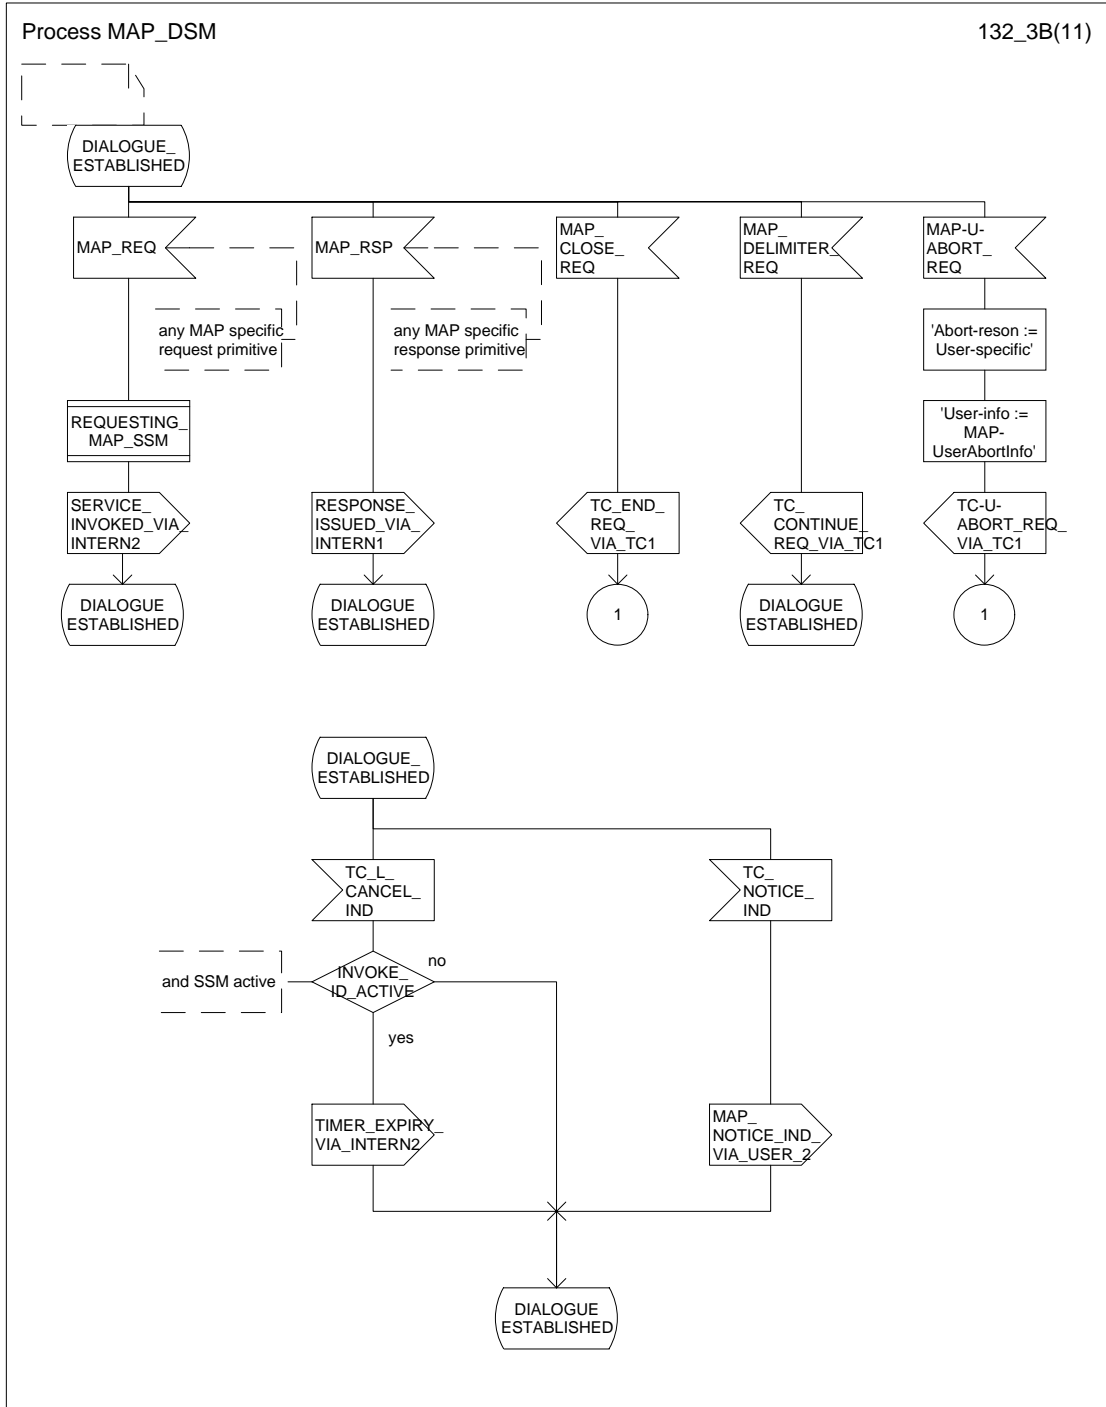 Process MAP_DSM
132_3B(11)
DIALOGUE_
ESTABLISHED
MAP_REQ
MAP_RSP
MAP_
CLOSE_
REQ
MAP_
DELIMITER_
REQ
MAP-U-
ABORT_
REQ
any MAP specific
request primitive
any MAP specific
response primitive
'Abort-reson :=
User-specific'
REQUESTING_
MAP_SSM
'User-info :=
MAP-
UserAbortInfo'
SERVICE_
INVOKED_VIA_
INTERN2
RESPONSE_
ISSUED_VIA_
INTERN1
TC_END_
REQ_
VIA_TC1
TC_
CONTINUE_
REQ_VIA_TC1
TC-U-
ABORT_REQ_
VIA_TC1
DIALOGUE
ESTABLISHED
DIALOGUE
ESTABLISHED
1
DIALOGUE
ESTABLISHED
1
DIALOGUE_
ESTABLISHED
TC_L_
CANCEL_
IND
TC_
NOTICE_
IND
and SSM active
INVOKE_
ID_ACTIVE
no
yes
TIMER_EXPIRY_
VIA_INTERN2
MAP_
NOTICE_IND_
VIA_USER_2
DIALOGUE
ESTABLISHED